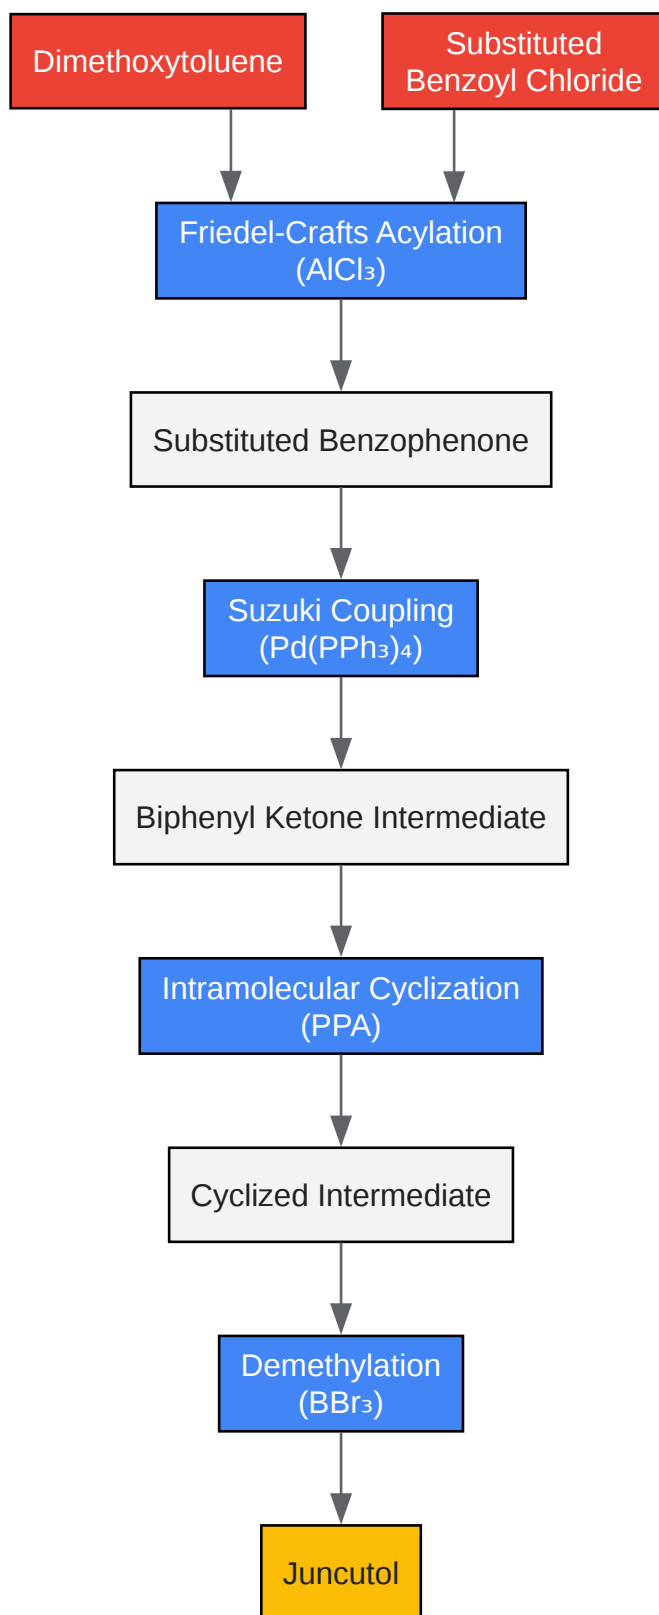 Dimethoxytoluene
Substituted
Benzoyl Chloride
Friedel-Crafts Acylation
(AlCl₃)
Substituted Benzophenone
Suzuki Coupling
(Pd(PPh₃)₄)
Biphenyl Ketone Intermediate
Intramolecular Cyclization
(PPA)
Cyclized Intermediate
Demethylation
(BBr₃)
Juncutol